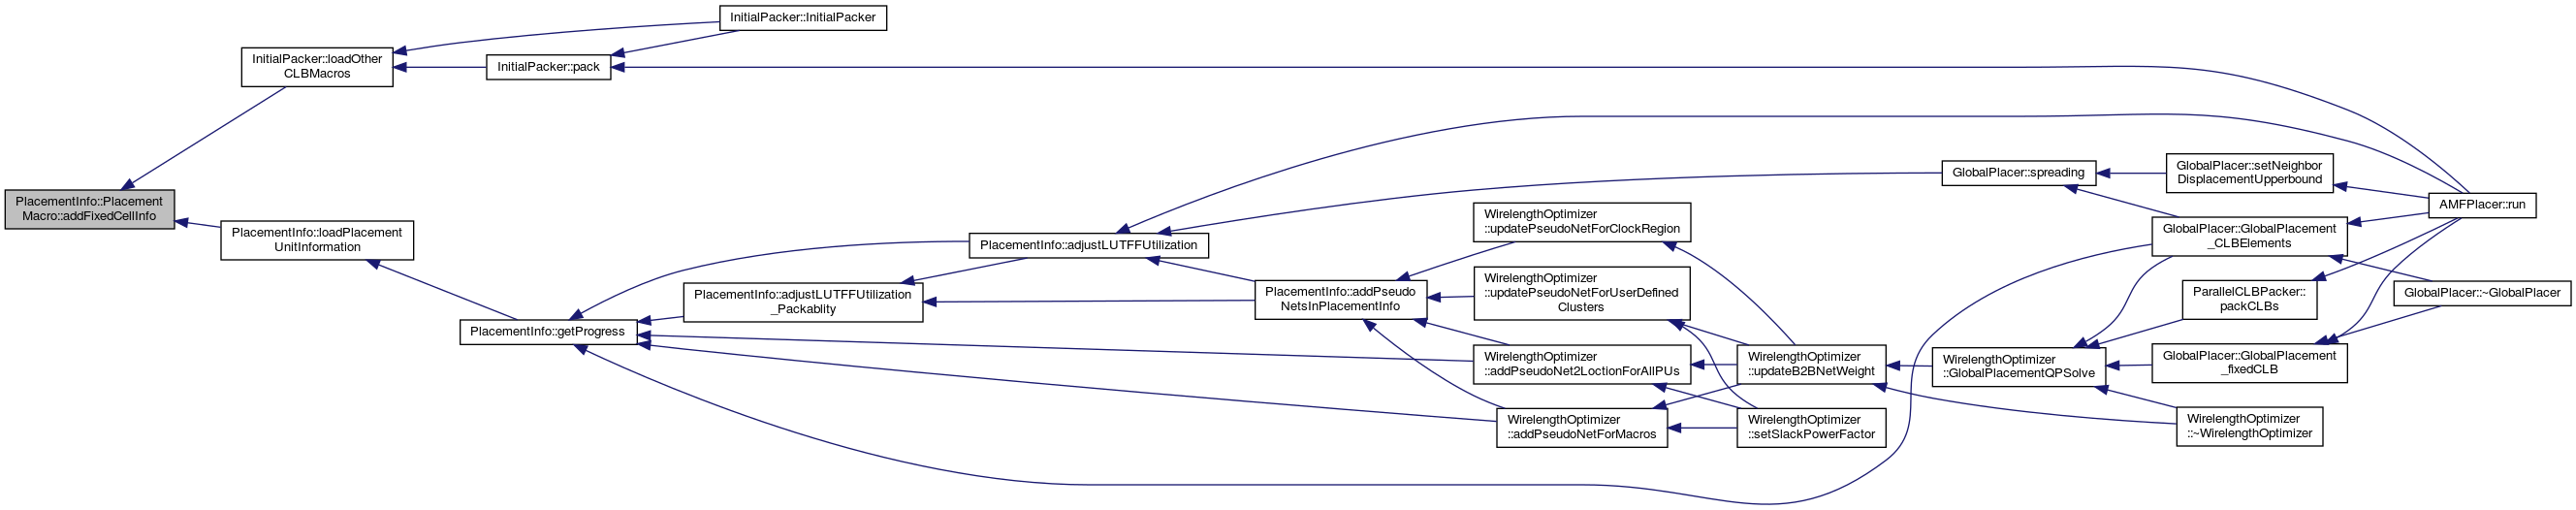 InitialPacker::InitialPacker
InitialPacker::loadOther
CLBMacros
InitialPacker::pack
PlacementInfo::Placement
Macro::addFixedCellInfo
PlacementInfo::loadPlacement
UnitInformation
PlacementInfo::getProgress
PlacementInfo::adjustLUTFFUtilization
PlacementInfo::adjustLUTFFUtilization
_Packablity
PlacementInfo::addPseudo
NetsInPlacementInfo
WirelengthOptimizer
::updatePseudoNetForClockRegion
WirelengthOptimizer
::updatePseudoNetForUserDefined
Clusters
WirelengthOptimizer
::addPseudoNet2LoctionForAllPUs
WirelengthOptimizer
::addPseudoNetForMacros
WirelengthOptimizer
::updateB2BNetWeight
WirelengthOptimizer
::setSlackPowerFactor
GlobalPlacer::spreading
WirelengthOptimizer
::GlobalPlacementQPSolve
GlobalPlacer::setNeighbor
DisplacementUpperbound
GlobalPlacer::GlobalPlacement
_CLBElements
ParallelCLBPacker::
packCLBs
GlobalPlacer::GlobalPlacement
_fixedCLB
WirelengthOptimizer
::~WirelengthOptimizer
AMFPlacer::run
GlobalPlacer::~GlobalPlacer